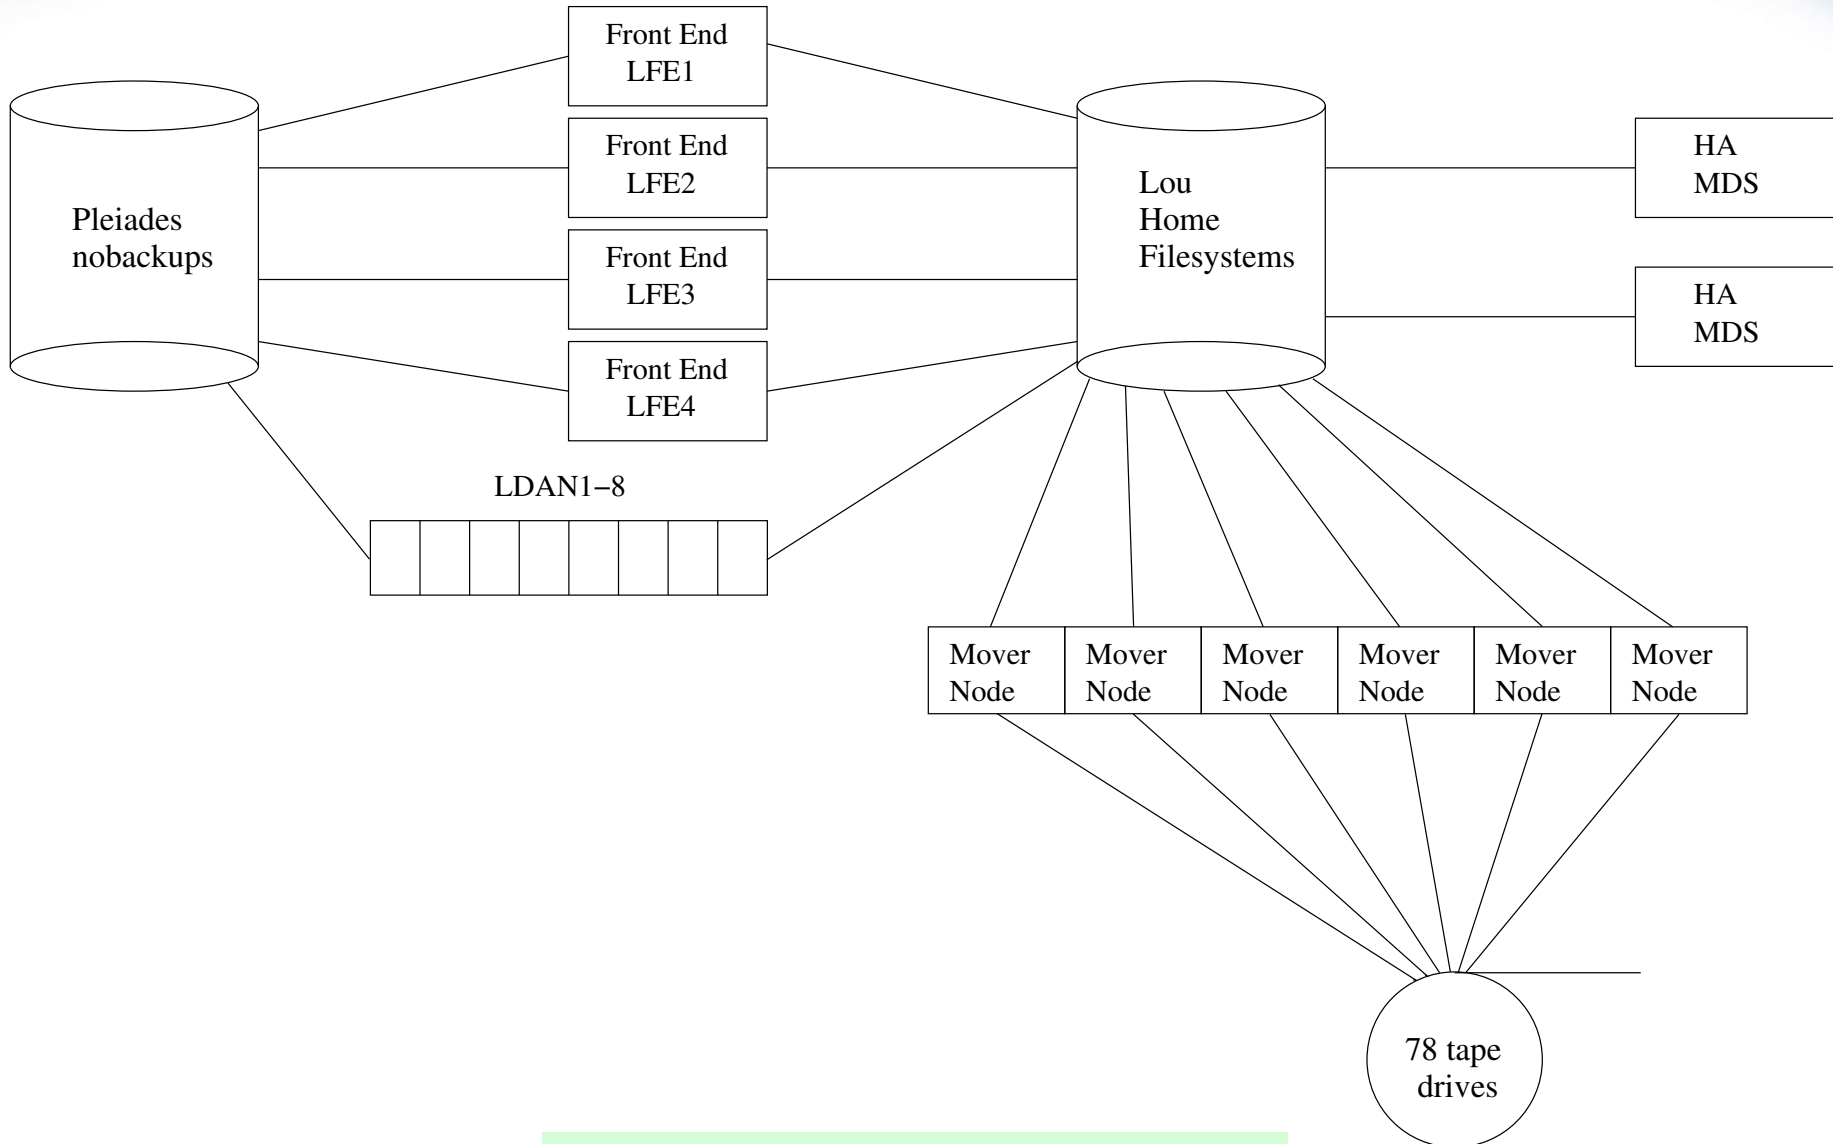 Front End
LFE1
Front End
LFE2
Front End
LFE3
Front End
LFE4
Pleiades
nobackups
Lou
Home
Filesystems
HA
MDS
HA
MDS
LDAN1–8
Mover
Node
Mover
Node
Mover
Node
Mover
Node
Mover
Node
Mover
Node
78 tape
drives